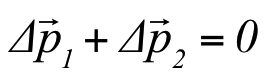 Δp⃗₁ + Δp⃗₂ = 0